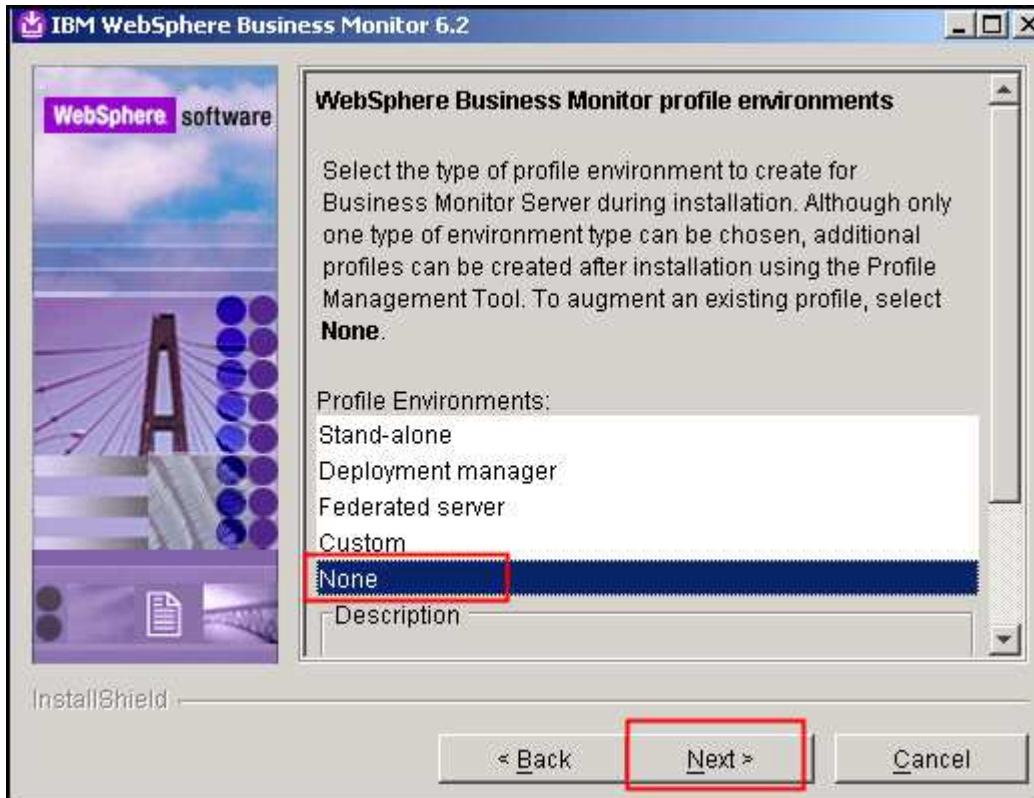 IBM WebSphere Business Monitor 6.2
WebSphere software
WebSphere Business Monitor profile environments
Select the type of profile environment to create for
Business Monitor Server during installation. Although only
one type of environment type can be chosen, additional
profiles can be created after installation using the Profile
Management Tool. To augment an existing profile, select
None.
Profile Environments:
Stand-alone
Deployment manager
Federated server
Custom
None
Description
InstallShield
< Back
Next >
Cancel